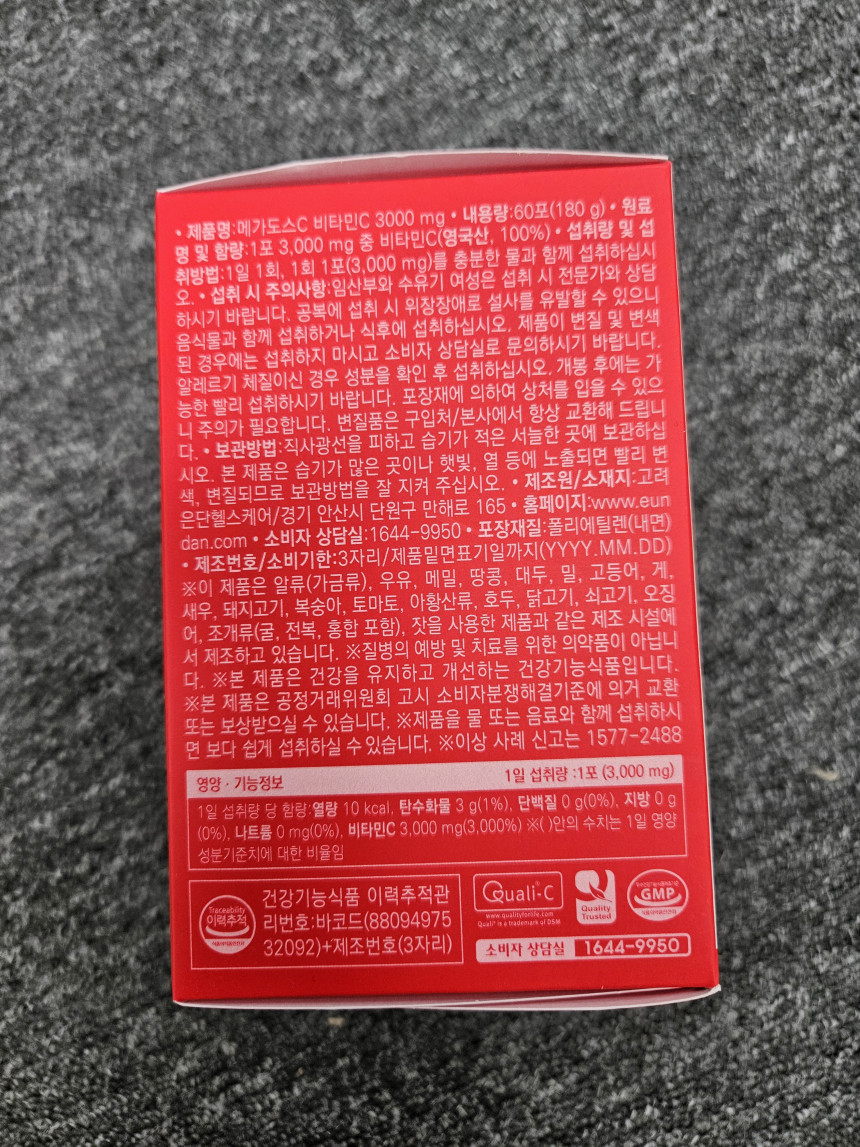 • 제품명:메가도스C 비타민C 3000 mg • 내용량:60포(180 g) • 원료
명 및 함량:1포 3,000 mg 중 비타민C(영국산, 100%) • 섭취량 및 섭
취방법:1일 1회, 1회 1포(3,000 mg)를 충분한 물과 함께 섭취하십시
오. • 섭취 시 주의사항:임산부와 수유기 여성은 섭취 시 전문가와 상담
하시기 바랍니다. 공복에 섭취 시 위장장애로 설사를 유발할 수 있으니
음식물과 함께 섭취하거나 식후에 섭취하십시오. 제품이 변질 및 변색
된 경우에는 섭취하지 마시고 소비자 상담실로 문의하시기 바랍니다.
알레르기 체질이신 경우 성분을 확인 후 섭취하십시오. 개봉 후에는 가
능한 빨리 섭취하시기 바랍니다. 포장재에 의하여 상처를 입을 수 있으
니 주의가 필요합니다. 변질품은 구입처/본사에서 항상 교환해 드립니
다. • 보관방법:직사광선을 피하고 습기가 적은 서늘한 곳에 보관하십
시오. 본 제품은 습기가 많은 곳이나 햇빛, 열 등에 노출되면 빨리 변
색, 변질되므로 보관방법을 잘 지켜 주십시오. • 제조원/소재지:고려
은단헬스케어/경기 안산시 단원구 만해로 165 • 홈페이지:www.eun
dan.com • 소비자 상담실:1644-9950 • 포장재질:폴리에틸렌(내면)
• 제조번호/소비기한:3자리/제품밑면표기일까지(YYYY.MM.DD)
※이 제품은 알류(가금류), 우유, 메밀, 땅콩, 대두, 밀, 고등어, 게,
새우, 돼지고기, 복숭아, 토마토, 아황산류, 호두, 닭고기, 쇠고기, 오징
어, 조개류(굴, 전복, 홍합 포함), 잣을 사용한 제품과 같은 제조 시설에
서 제조하고 있습니다. ※질병의 예방 및 치료를 위한 의약품이 아닙니
다. ※본 제품은 건강을 유지하고 개선하는 건강기능식품입니다.
※본 제품은 공정거래위원회 고시 소비자분쟁해결기준에 의거 교환
또는 보상받으실 수 있습니다. ※제품을 물 또는 음료와 함께 섭취하시
면 보다 쉽게 섭취하실 수 있습니다. ※이상 사례 신고는 1577-2488
영양 · 기능정보 1일 섭취량 :1포 (3,000 mg)
1일 섭취량 당 함량:열량 10 kcal, 탄수화물 3 g(1%), 단백질 0 g(0%), 지방 0 g
(0%), 나트륨 0 mg(0%), 비타민C 3,000 mg(3,000%) ※( )안의 수치는 1일 영양
성분기준치에 대한 비율임
Traceability
이력추적
식품의약품안전처
건강기능식품 이력추적관
리번호:바코드(88094975
32092)+제조번호(3자리)
Quali®-C
www.qualityforlife.com
Quali® is a trademark of DSM
Quality
Trusted
GMP
식품의약품안전처
소비자 상담실 1644-9950